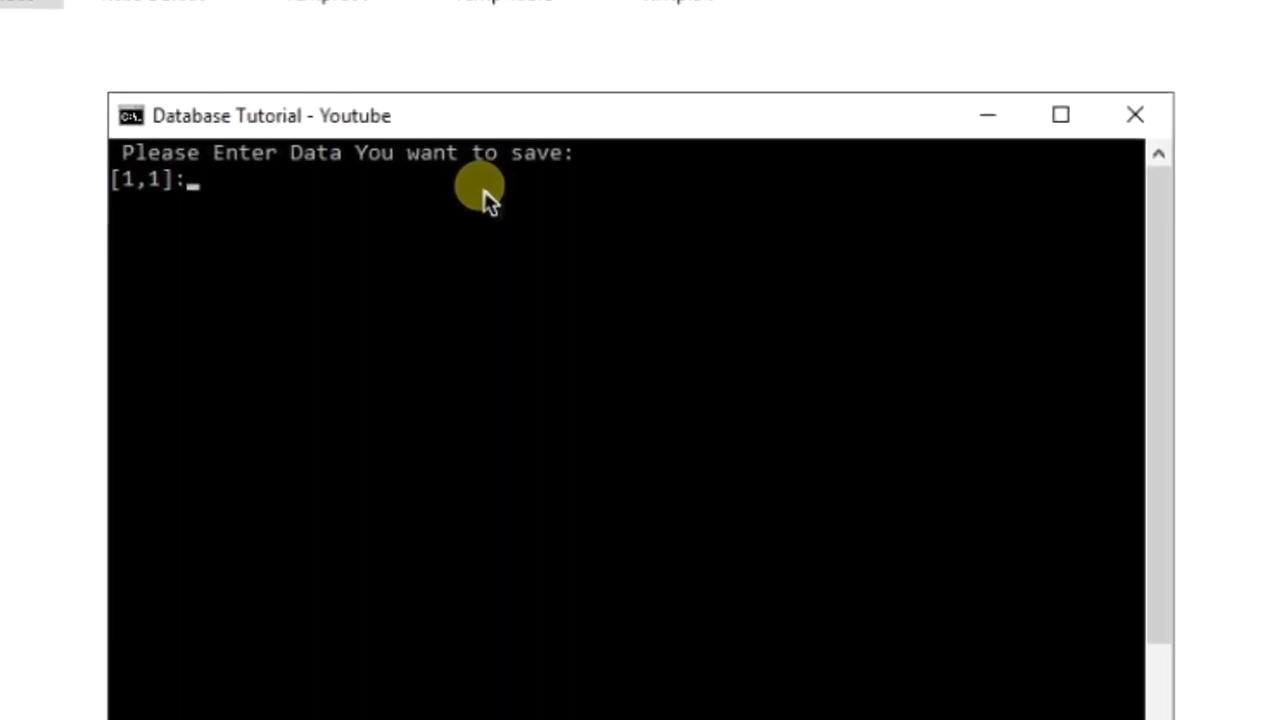 Database Tutorial - Youtube
Please Enter Data You want to save:
[1,1]: